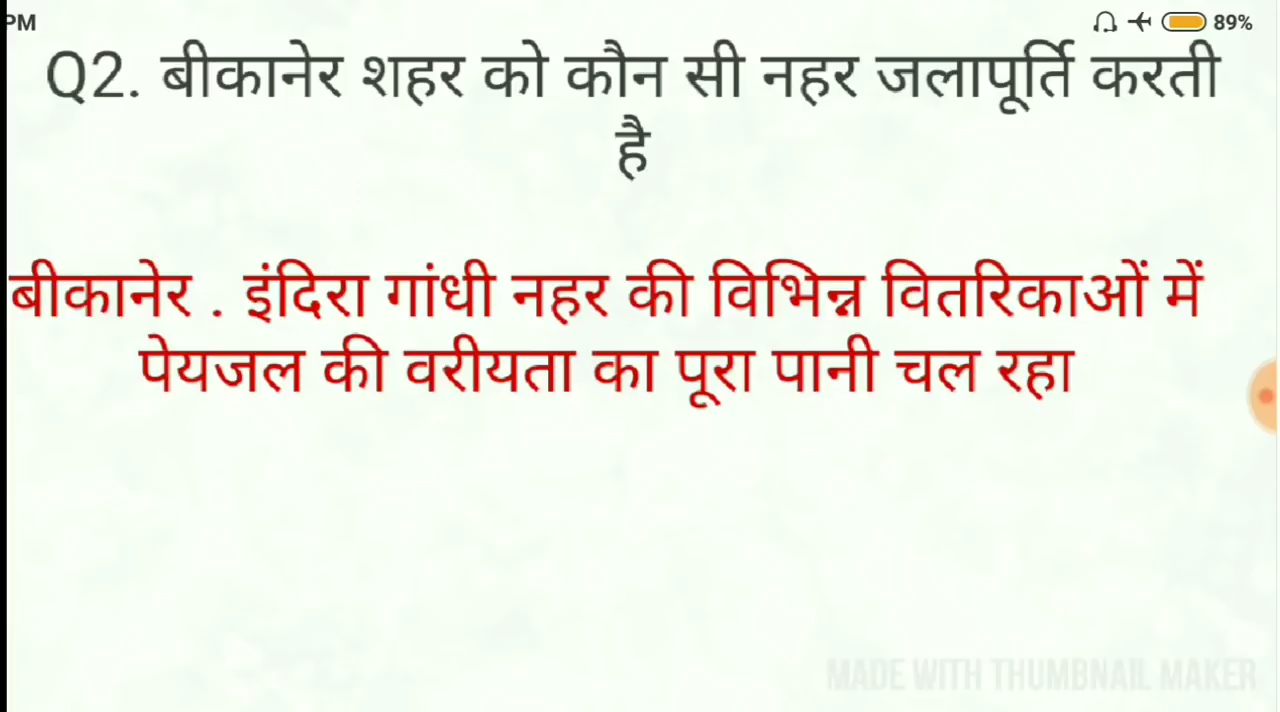 PM 89%
Q2. बीकानेर शहर को कौन सी नहर जलापूर्ति करती
है
बीकानेर . इंदिरा गांधी नहर की विभिन्न वितरिकाओं में
पेयजल की वरीयता का पूरा पानी चल रहा
MADE WITH THUMBNAIL MAKER